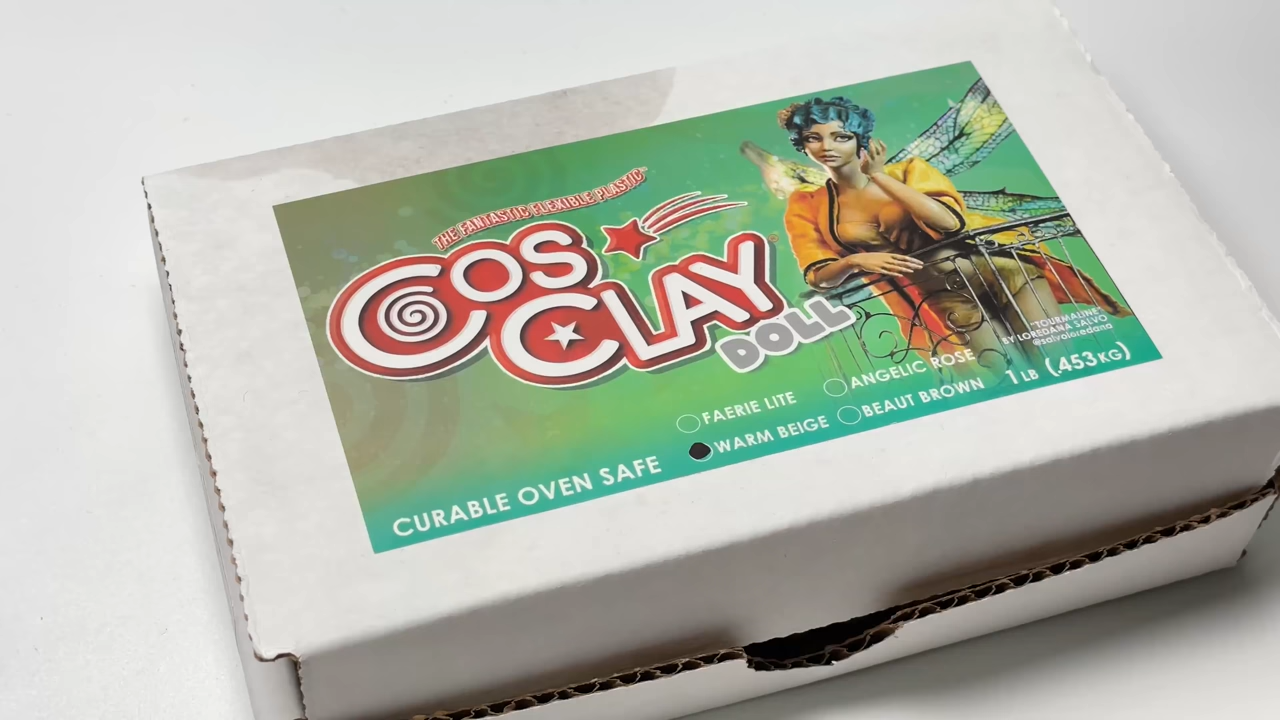 THE FANTASTIC FLEXIBLE PLASTIC™
COS
CLAY®
DOLL
"TOURMALINE"
BY LOREDANA SALVO
@salvoloredana
FAERIE LITE
ANGELIC ROSE
WARM BEIGE
BEAUT BROWN
1 LB (.453KG)
CURABLE OVEN SAFE